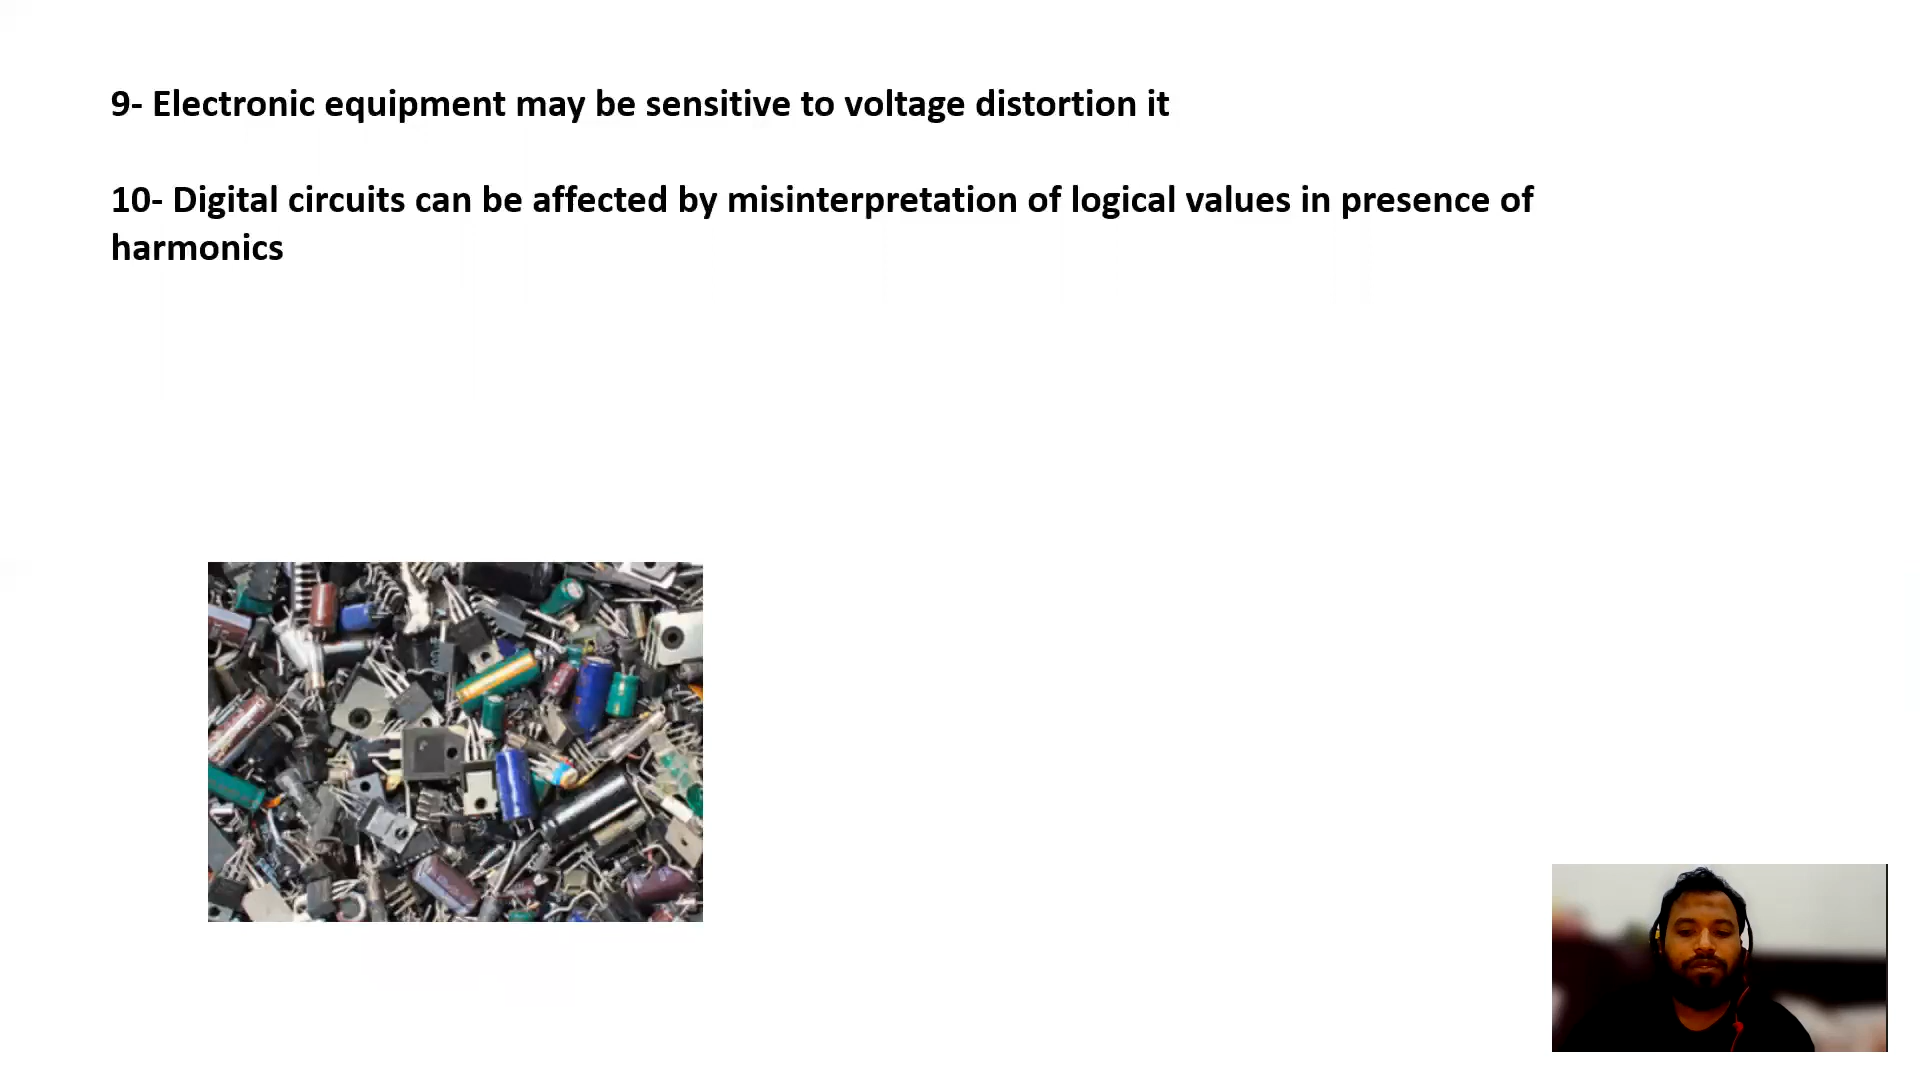 9- Electronic equipment may be sensitive to voltage distortion it
10- Digital circuits can be affected by misinterpretation of logical values in presence of
harmonics